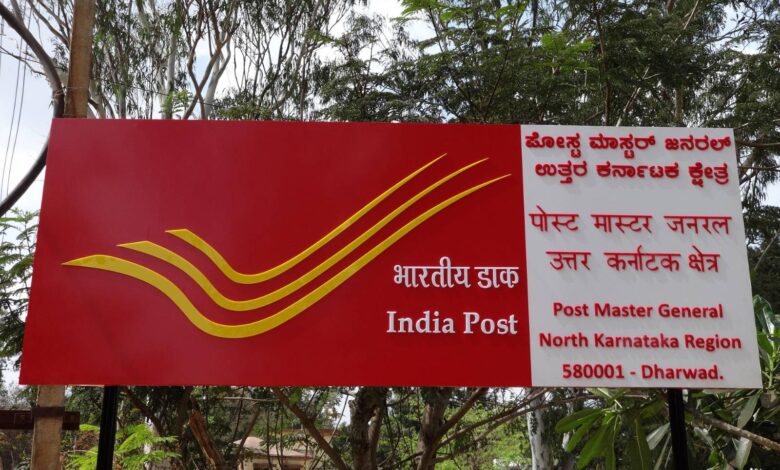 भारतीय डाक
India Post
ಪೋಸ್ಟ ಮಾಸ್ಟರ್ ಜನರಲ್
ಉತ್ತರ ಕರ್ನಾಟಕ ಕ್ಷೇತ್ರ
पोस्ट मास्टर जनरल
उत्तर कर्नाटक क्षेत्र
Post Master General
North Karnataka Region
580001 - Dharwad.